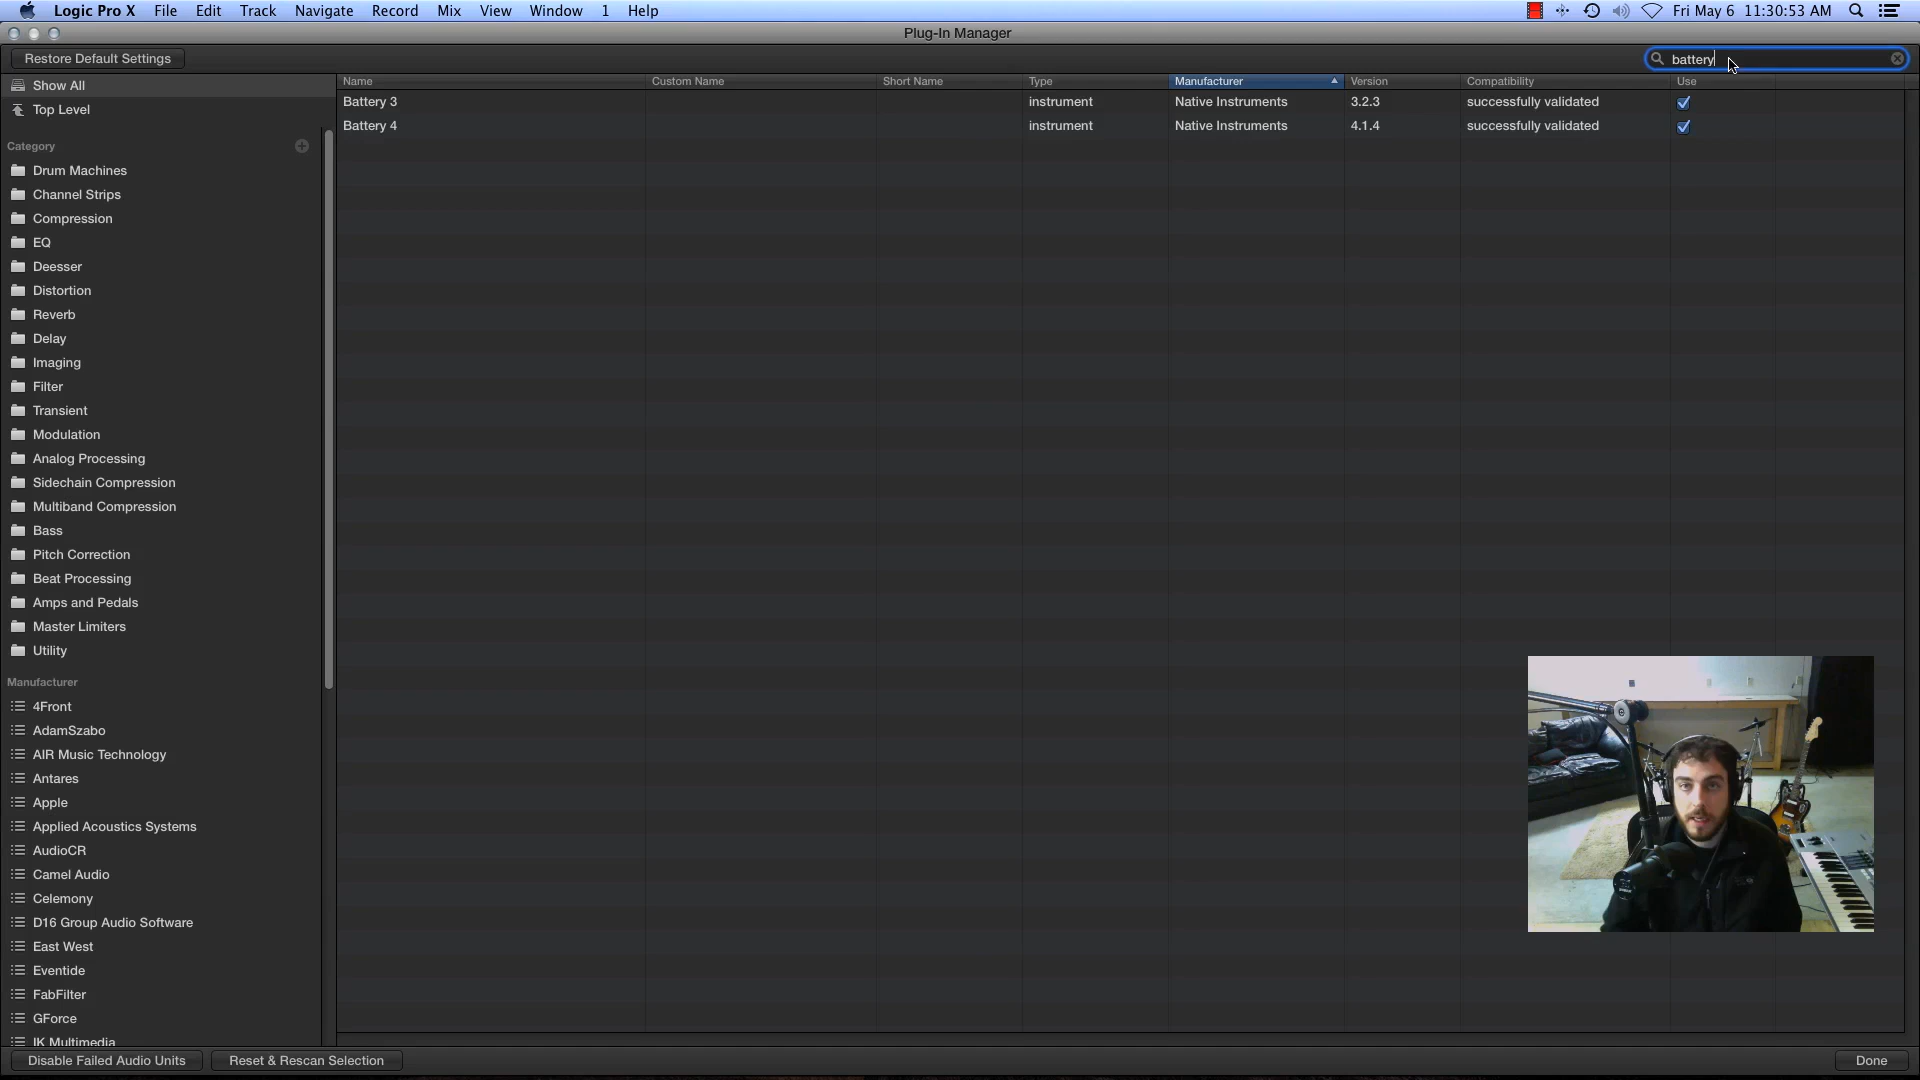 Logic Pro X File Edit Track Navigate Record Mix View Window 1 Help Fri May 6 11:30:53 AM
Plug-In Manager
Restore Default Settings battery
Show All Name Custom Name Short Name Type Manufacturer Version Compatibility Use
Top Level Battery 3 instrument Native Instruments 3.2.3 successfully validated
Battery 4 instrument Native Instruments 4.1.4 successfully validated
Category
Drum Machines
Channel Strips
Compression
EQ
Deesser
Distortion
Reverb
Delay
Imaging
Filter
Transient
Modulation
Analog Processing
Sidechain Compression
Multiband Compression
Bass
Pitch Correction
Beat Processing
Amps and Pedals
Master Limiters
Utility
Manufacturer
4Front
AdamSzabo
AIR Music Technology
Antares
Apple
Applied Acoustics Systems
AudioCR
Camel Audio
Celemony
D16 Group Audio Software
East West
Eventide
FabFilter
GForce
IK Multimedia
Disable Failed Audio Units Reset & Rescan Selection Done